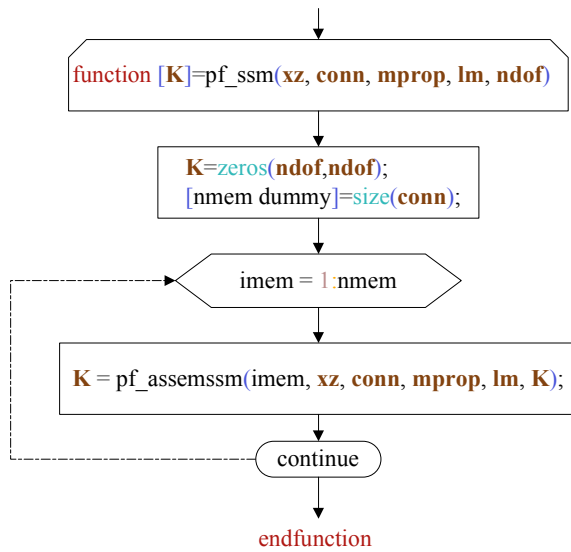 function [K]=pf_ssm(xz, conn, mprop, lm, ndof)
K=zeros(ndof,ndof);
[nmem dummy]=size(conn);
imem = 1:nmem
K = pf_assemssm(imem, xz, conn, mprop, lm, K);
continue
endfunction